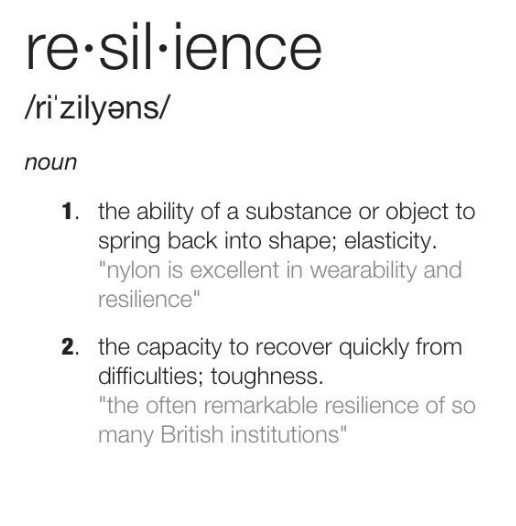 re·sil·ience
/riˈzilyəns/
noun
1. the ability of a substance or object to
spring back into shape; elasticity.
"nylon is excellent in wearability and
resilience"
2. the capacity to recover quickly from
difficulties; toughness.
"the often remarkable resilience of so
many British institutions"